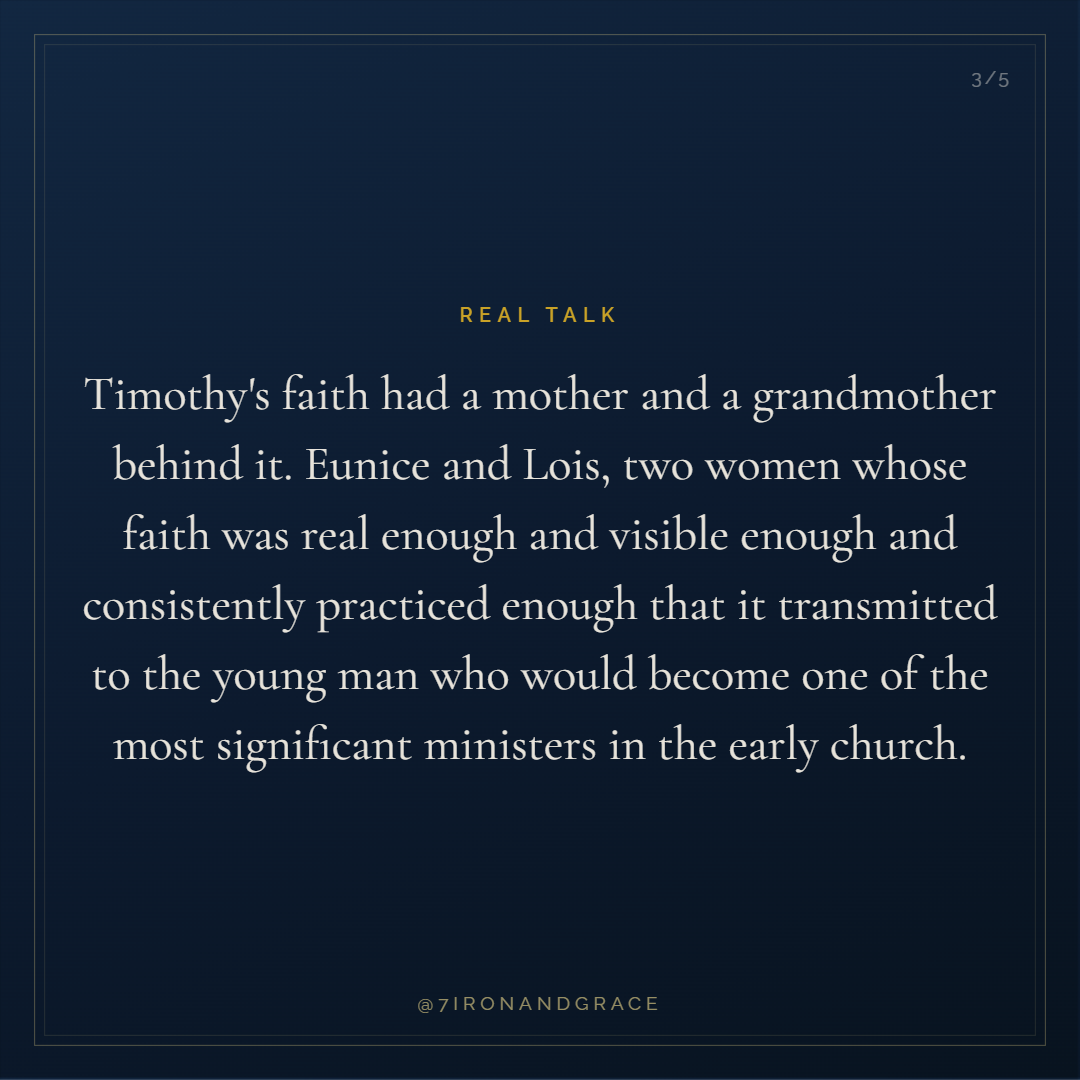 3/5
REAL TALK
Timothy's faith had a mother and a grandmother
behind it. Eunice and Lois, two women whose
faith was real enough and visible enough and
consistently practiced enough that it transmitted
to the young man who would become one of the
most significant ministers in the early church.
@7IRONANDGRACE